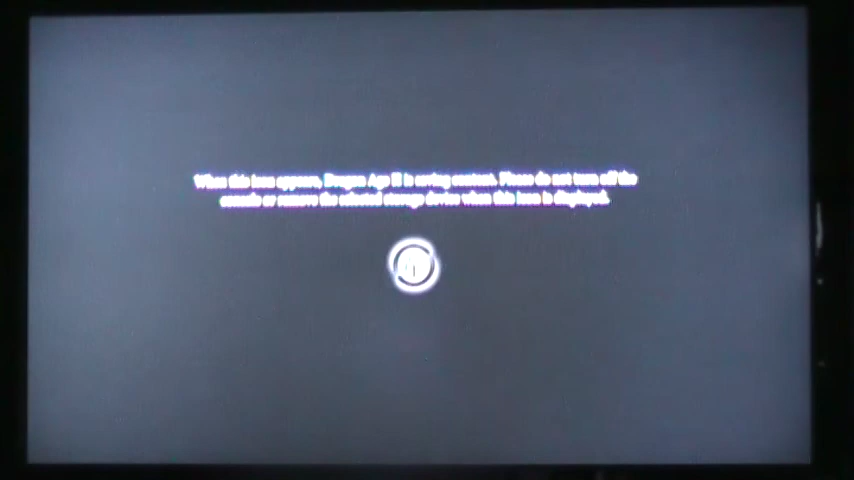 When this icon appears, Dragon Age II is saving content. Please do not turn off the
console or remove the selected storage device when this icon is displayed.